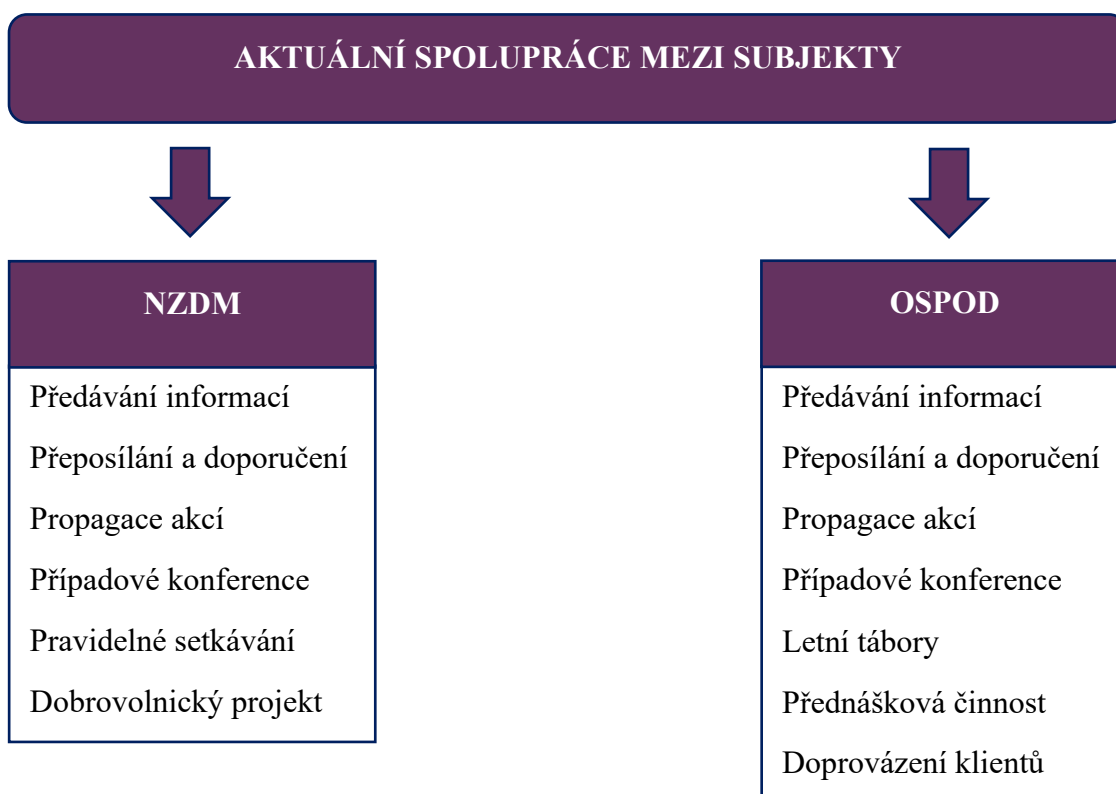 AKTUÁLNÍ SPOLUPRÁCE MEZI SUBJEKTY
NZDM
Předávání informací
Přeposílání a doporučení
Propagace akcí
Případové konference
Pravidelné setkávání
Dobrovolnický projekt
OSPOD
Předávání informací
Přeposílání a doporučení
Propagace akcí
Případové konference
Letní tábory
Přednášková činnost
Doprovázení klientů